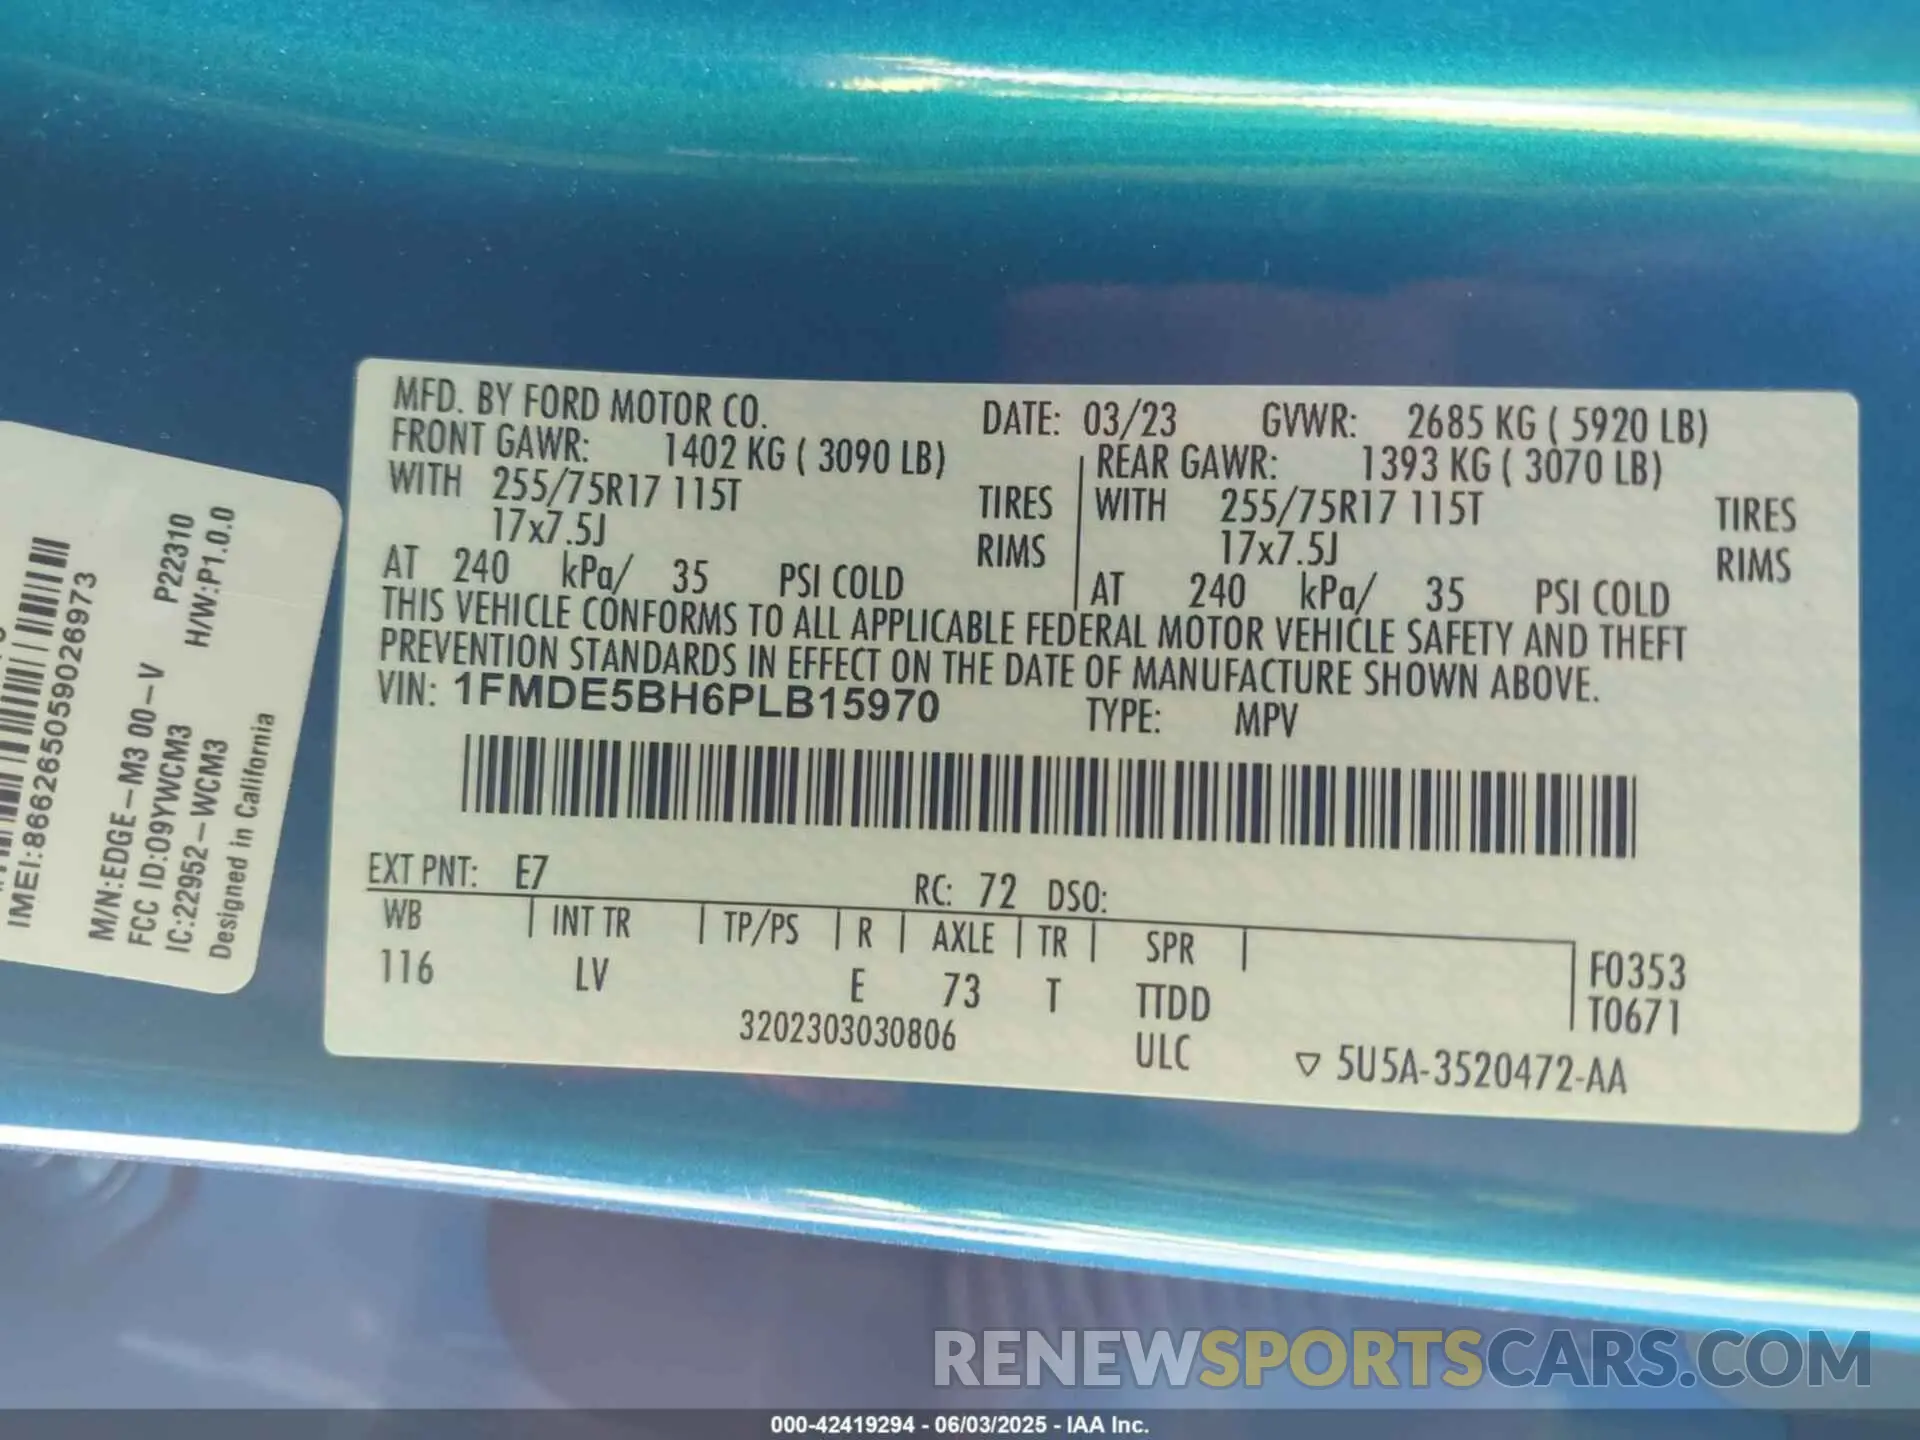 MFD. BY FORD MOTOR CO.
DATE: 03/23 GVWR: 2685 KG ( 5920 LB)
FRONT GAWR: 1402 KG ( 3090 LB)
WITH 255/75R17 115T TIRES
17x7.5J RIMS
AT 240 kPa/ 35 PSI COLD
REAR GAWR: 1393 KG ( 3070 LB)
WITH 255/75R17 115T TIRES
17x7.5J RIMS
AT 240 kPa/ 35 PSI COLD
THIS VEHICLE CONFORMS TO ALL APPLICABLE FEDERAL MOTOR VEHICLE SAFETY AND THEFT
PREVENTION STANDARDS IN EFFECT ON THE DATE OF MANUFACTURE SHOWN ABOVE.
VIN: 1FMDE5BH6PLB15970 TYPE: MPV
EXT PNT: E7 RC: 72 DSO:
WB INT TR TP/PS R AXLE TR SPR
116 LV E 73 T TTDD
F0353
T0671
3202303030806 ULC ▽ 5U5A-3520472-AA
IMEI:866265059026973
M/N:EDGE-M3 00-V P22310
FCC ID:O9YWCM3 H/W:P1.0.0
IC:22952-WCM3
Designed in California
RENEWSPORTSCARS.COM
000-42419294 - 06/03/2025 - IAA Inc.